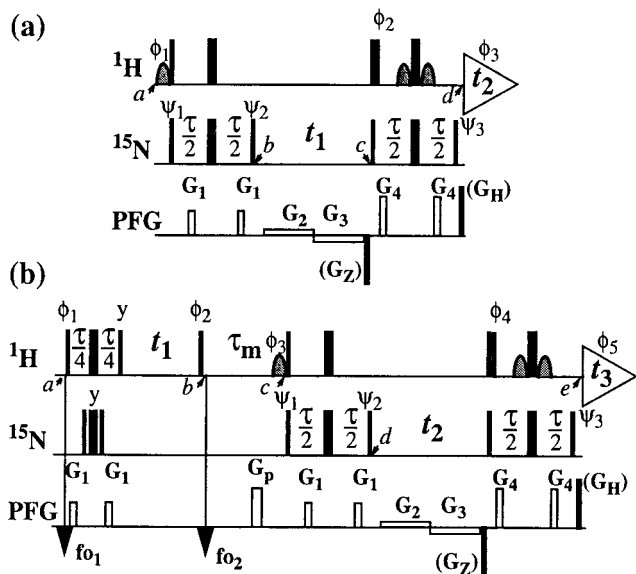 (a)
ϕ1 ϕ2 ϕ3
1H
a d t2
ψ1 τ/2 τ/2 ψ2 t1 τ/2 τ/2 ψ3
15N b c
G1 G1 G4 G4 (GH)
PFG G2 G3
(GZ)
(b)
ϕ1 y ϕ2 ϕ4 ϕ5
1H τ/4 τ/4 t1 τm ϕ3 t3
a b c e
y ψ1 τ/2 τ/2 ψ2 t2 τ/2 τ/2 ψ3
15N d
G1 G1 Gp G1 G1 G4 G4 (GH)
PFG G2 G3
fo1 fo2 (GZ)